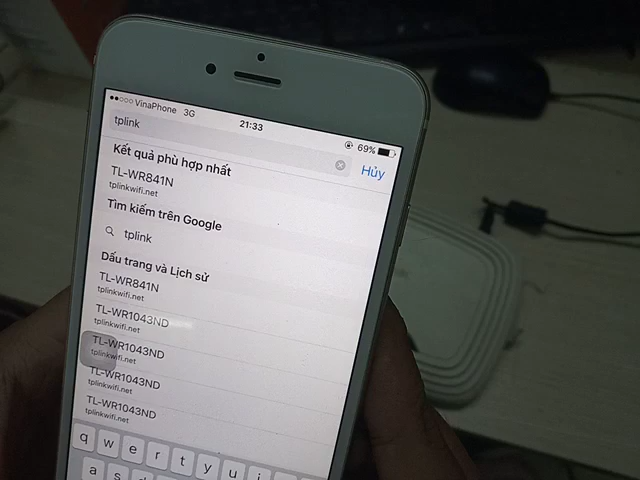 VinaPhone 3G 21:33 69%
tplink Hủy
Kết quả phù hợp nhất
TL-WR841N
tplinkwifi.net
Tìm kiếm trên Google
tplink
Dấu trang và Lịch sử
TL-WR841N
tplinkwifi.net
TL-WR1043ND
tplinkwifi.net
TL-WR1043ND
tplinkwifi.net
TL-WR1043ND
tplinkwifi.net
TL-WR1043ND
tplinkwifi.net
q w e r t y u i
a s d